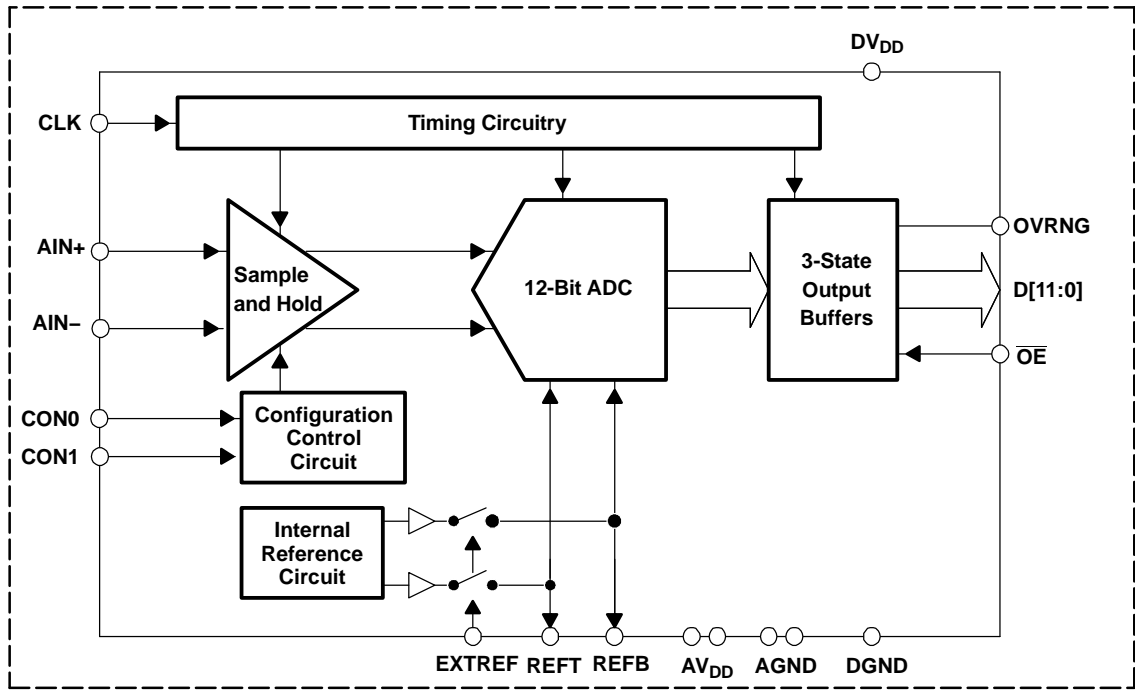 DVDD
CLK
Timing Circuitry
AIN+
AIN−
Sample
and Hold
12-Bit ADC
3-State
Output
Buffers
OVRNG
D[11:0]
O̅E̅
CON0
CON1
Configuration
Control
Circuit
Internal
Reference
Circuit
EXTREF
REFT
REFB
AVDD
AGND
DGND